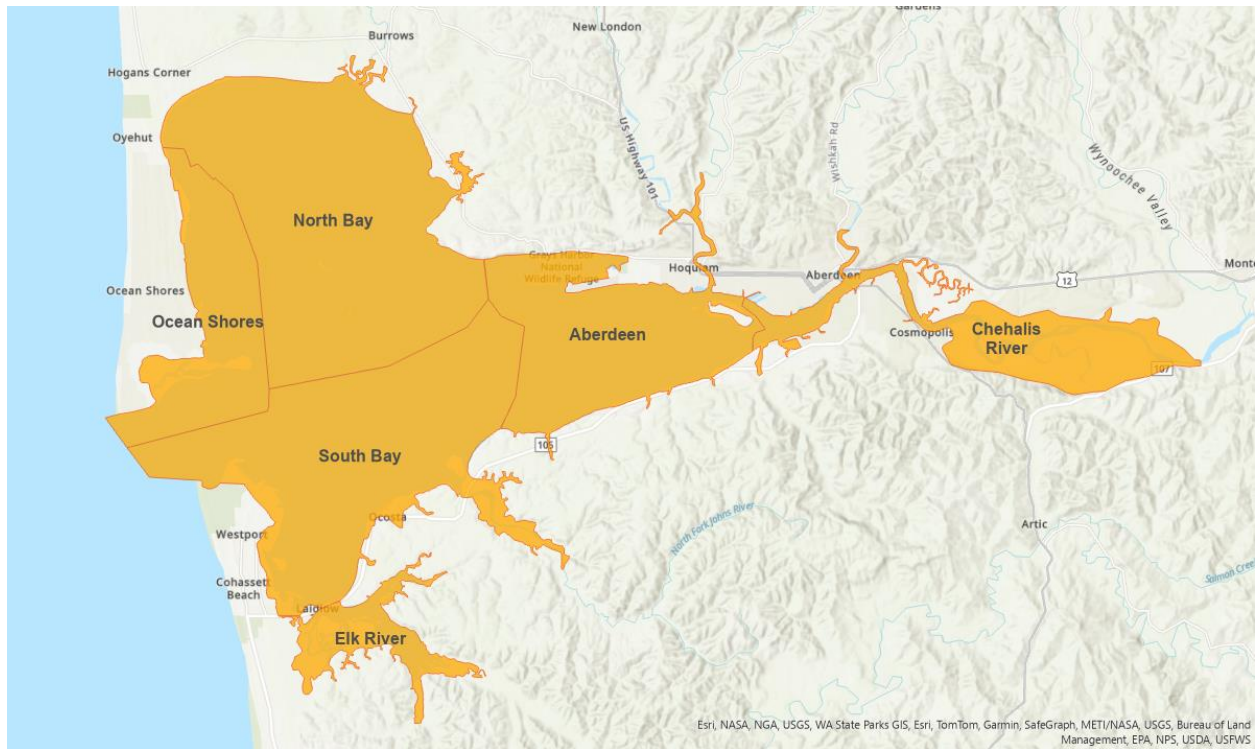 Gardens
New London
Burrows
Hogans Corner
Oyehut
US Highway 101
Wishkah Rd
Wynoochee Valley
North Bay
Grays Harbor
National
Wildlife Refuge
Hoquiam
Aberdeen
12
Monte
Ocean Shores
Ocean Shores
Aberdeen
Cosmopolis
Chehalis
River
107
South Bay
105
Ocosta
Westport
North Fork Johns River
Artic
Cohassett
Beach
Laidlow
Salmon Creek
Elk River
Esri, NASA, NGA, USGS, WA State Parks GIS, Esri, TomTom, Garmin, SafeGraph, METI/NASA, USGS, Bureau of Land
Management, EPA, NPS, USDA, USFWS